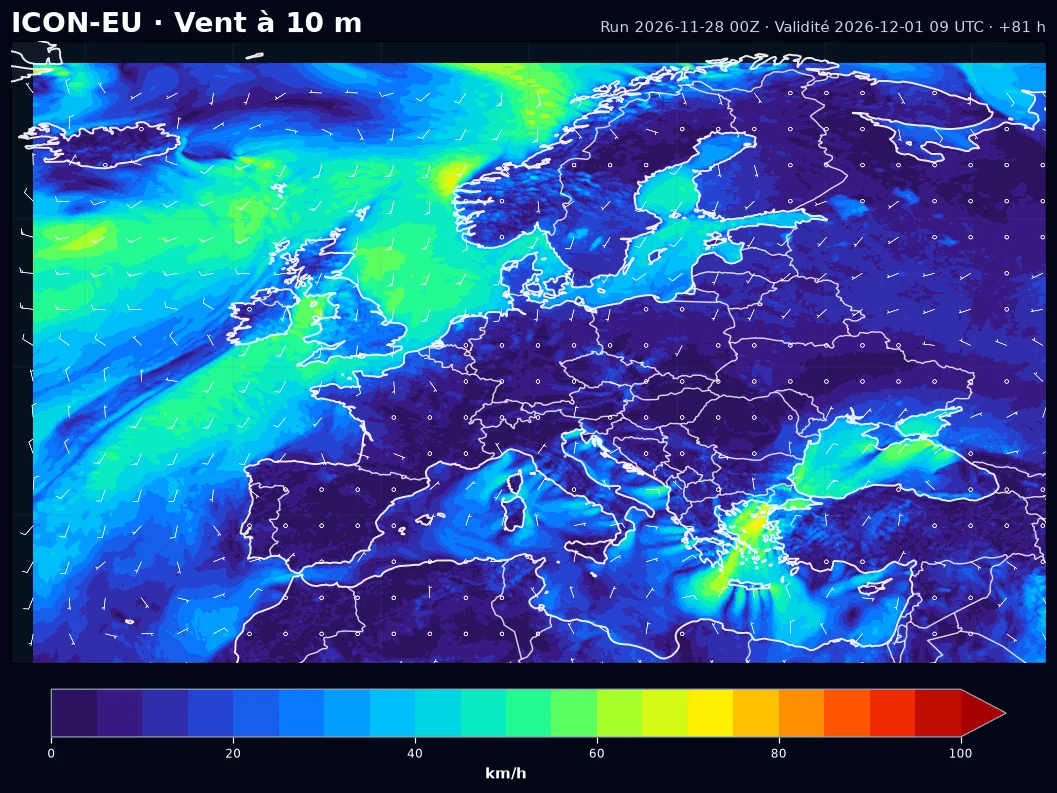 ICON-EU · Vent à 10 m
Run 2026-11-28 00Z · Validité 2026-12-01 09 UTC · +81 h
0 20 40 60 80 100
km/h